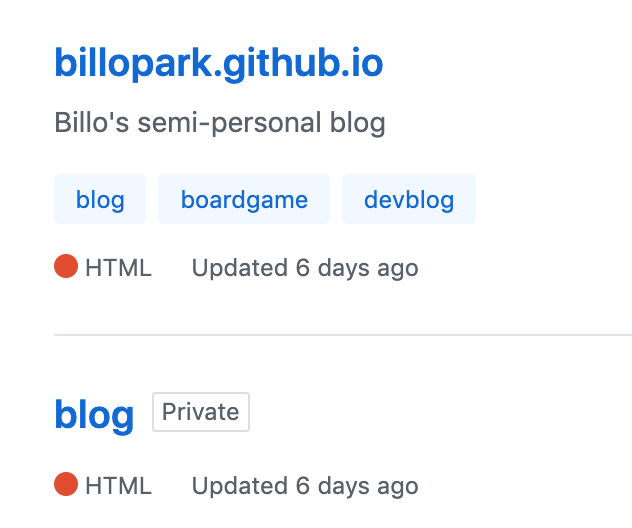 billopark.github.io
Billo's semi-personal blog
blog boardgame devblog
HTML Updated 6 days ago
blog Private
HTML Updated 6 days ago